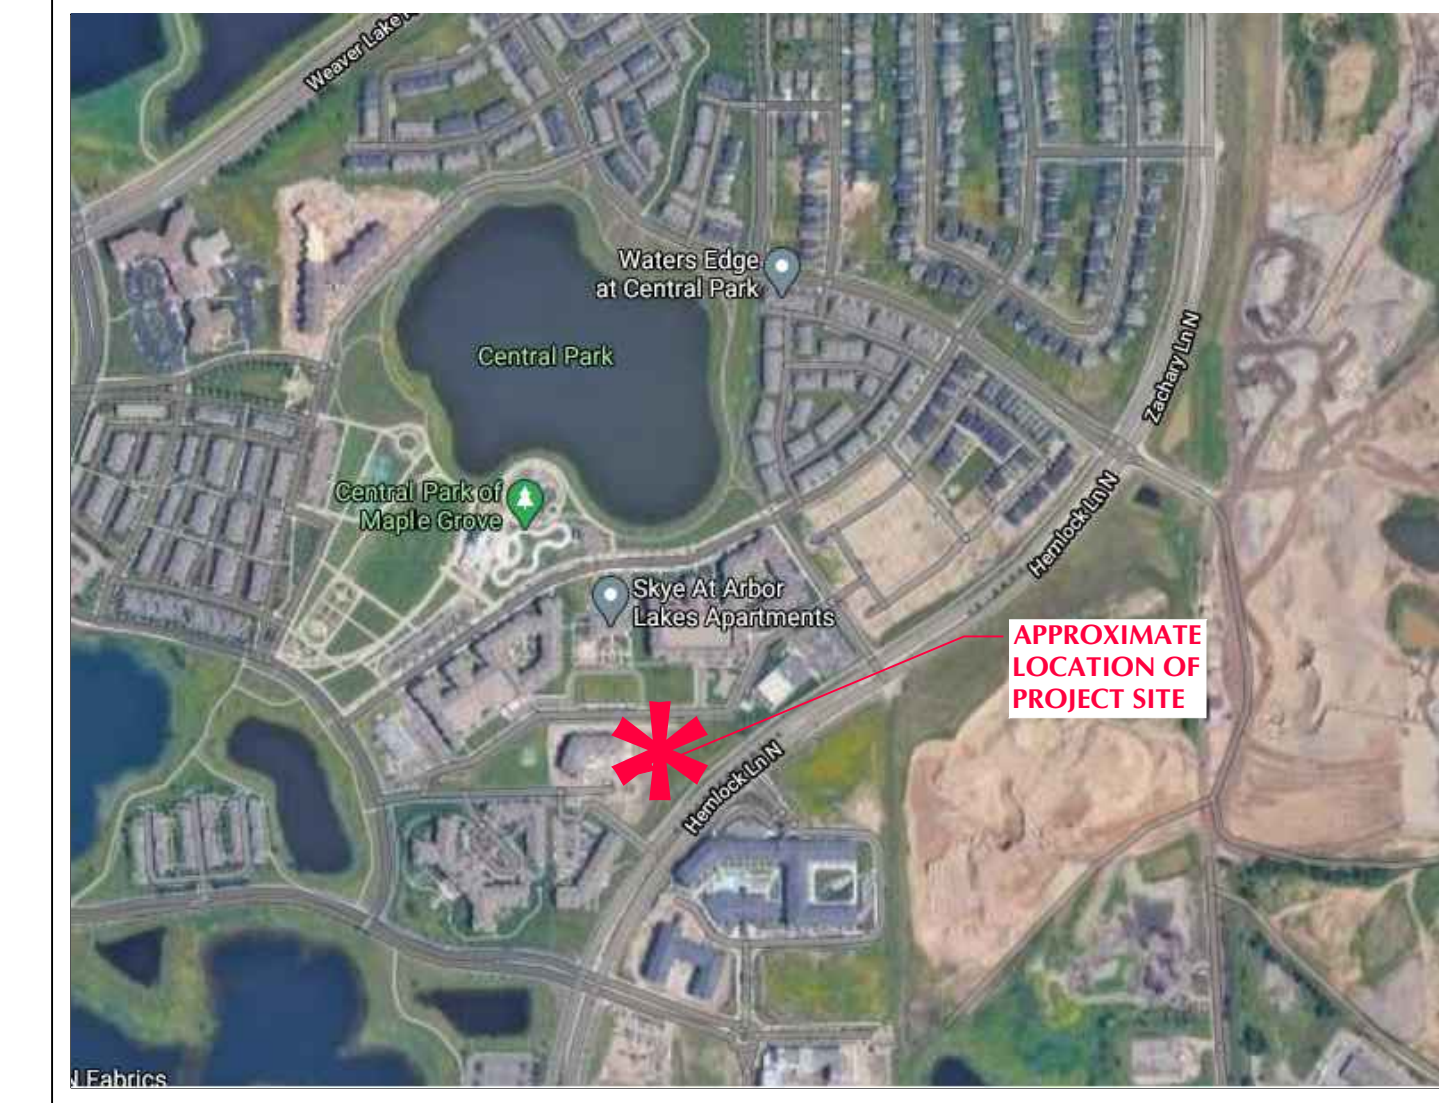 Weaver Lake
Waters Edge
at Central Park
Central Park
Zachary Ln N
Central Park of
Maple Grove
Hemlock Ln N
Skye At Arbor
Lakes Apartments
APPROXIMATE
LOCATION OF
PROJECT SITE
Hemlock Ln N
Fabrics